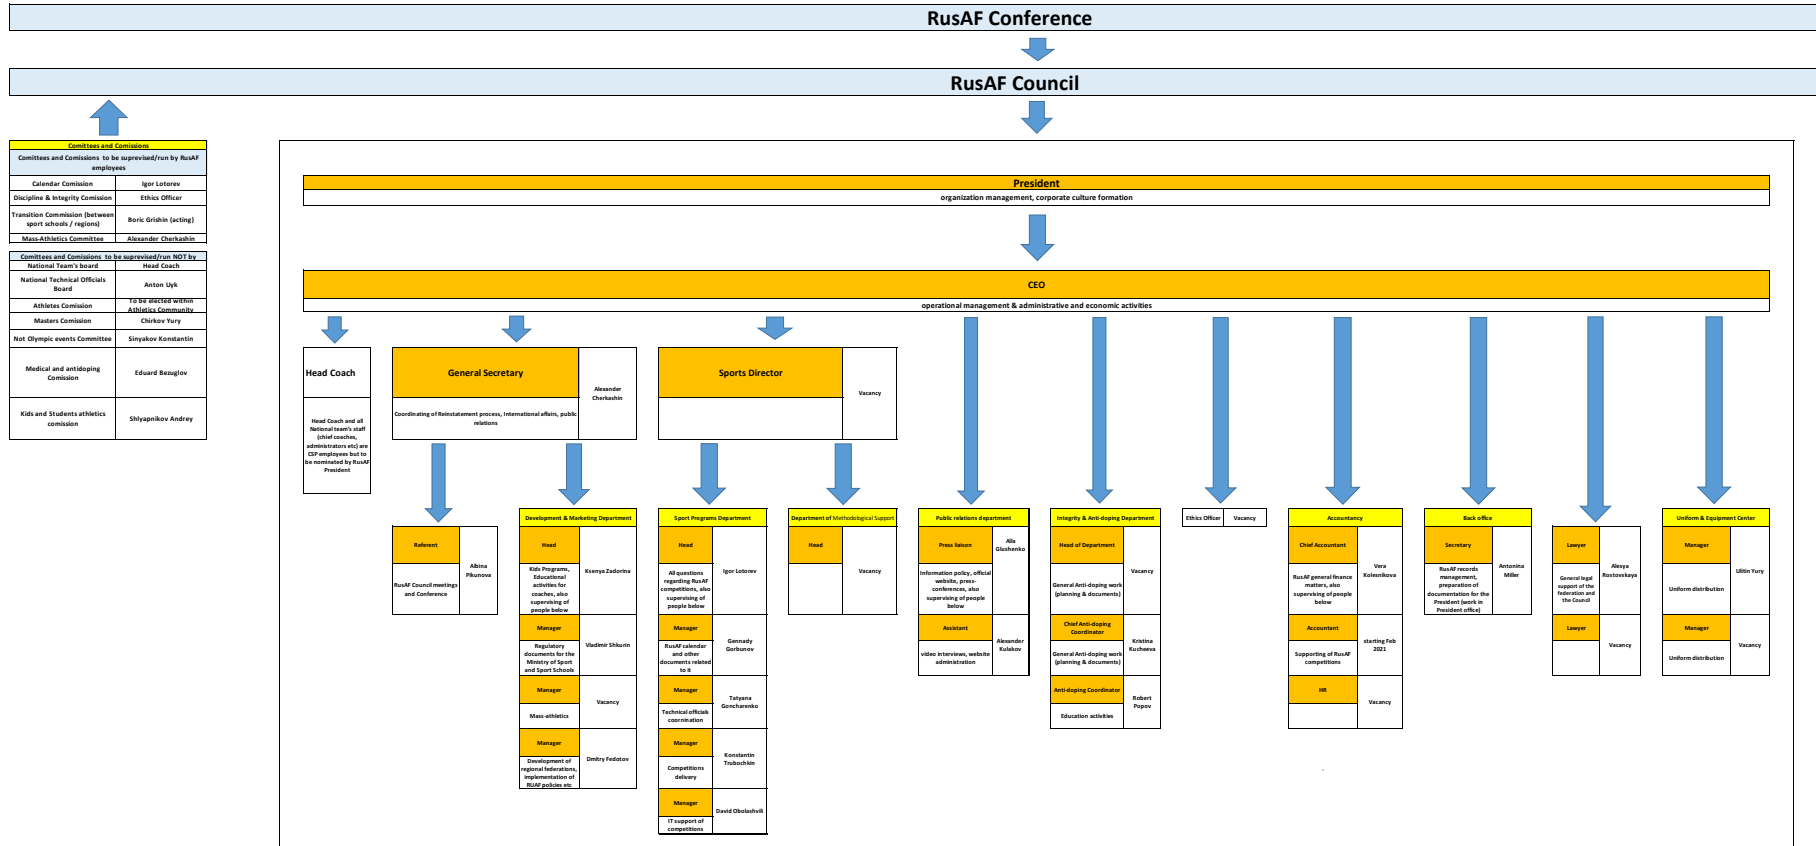 RusAF Conference
RusAF Council
Comittees and Comissions
Comittees and Comissions to be suprevised/run by RusAF
employees
Calendar Comission
Igor Lotorev
Discipline & Integrity Comission
Ethics Officer
Transition Commission (between
sport schools / regions)
Boric Grishin (acting)
Mass-Athletics Committee
Alexander Cherkashin
Comittees and Comissions to be suprevised/run NOT by
National Team's board
Head Coach
National Technical Officials
Board
Anton Uyk
Athletes Comission
To be elected within
Athletics Community
Masters Comission
Chirkov Yury
Not Olympic events Committee
Sinyakov Konstantin
Medical and antidoping
Comission
Eduard Bezuglov
Kids and Students athletics
comission
Shlyapnikov Andrey
President
organization management, corporate culture formation
CEO
operational management & administrative and economic activities
Head Coach
Head Coach and all
National team's staff
(chief coaches,
administrators etc) are
CSP employees but to
be nominated by RusAF
President
General Secretary
Alexander
Cherkashin
Coordinating of Reinstatement process, International affairs, public
relations
Sports Director
Vacancy
Referent
Albina
Pikunova
RusAF Council meetings
and Conference
Development & Marketing Department
Head
Ksenya Zadorina
Kids Programs,
Educational
activities for
coaches, also
supervising of
people below
Manager
Vladimir Shkurin
Regulatory
documents for the
Ministry of Sport
and Sport Schools
Manager
Vacancy
Mass-athletics
Manager
Dmitry Fedotov
Development of
regional federations,
implementation of
RUAF policies etc
Sport Programs Department
Head
Igor Lotorev
All questions
regarding RusAF
competitions, also
supervising of
people below
Manager
Gennady
Gorbunov
RusAF calendar
and other
documents related
to it
Manager
Tatyana
Goncharenko
Technical officials
coornination
Manager
Konstantin
Trubochkin
Competitions
delivery
Manager
David Obolashvili
IT support of
competitions
Department of Methodological Support
Head
Vacancy
Public relations department
Press liaison
Alla
Glushenko
Information policy, official
website, press-
conferences, also
supervising of people
below
Assistant
Alexander
Kulakov
video interviews, website
administration
Integrity & Anti-doping Department
Head of Department
Vacancy
General Anti-doping work
(planning & documents)
Chief Anti-doping
Coordinator
Kristina
Kucheeva
General Anti-doping work
(planning & documents)
Anti-doping Coordinator
Robert
Popov
Education activities
Ethics Officer
Vacancy
Accountancy
Chief Accountant
Vera
Kolesnikova
RusAF general finance
matters, also
supervising of people
below
Accountant
starting Feb
2021
Supporting of RusAF
competitions
HR
Vacancy
Back office
Secretary
Antonina
Miller
RusAF records
management,
preparation of
documentation for the
President (work in
President office)
Lawyer
Alesya
Rostovskaya
General legal
support of the
federation and
the Council
Lawyer
Vacancy
Uniform & Equipment Center
Manager
Ulitin Yury
Uniform distribution
Manager
Vacancy
Uniform distribution